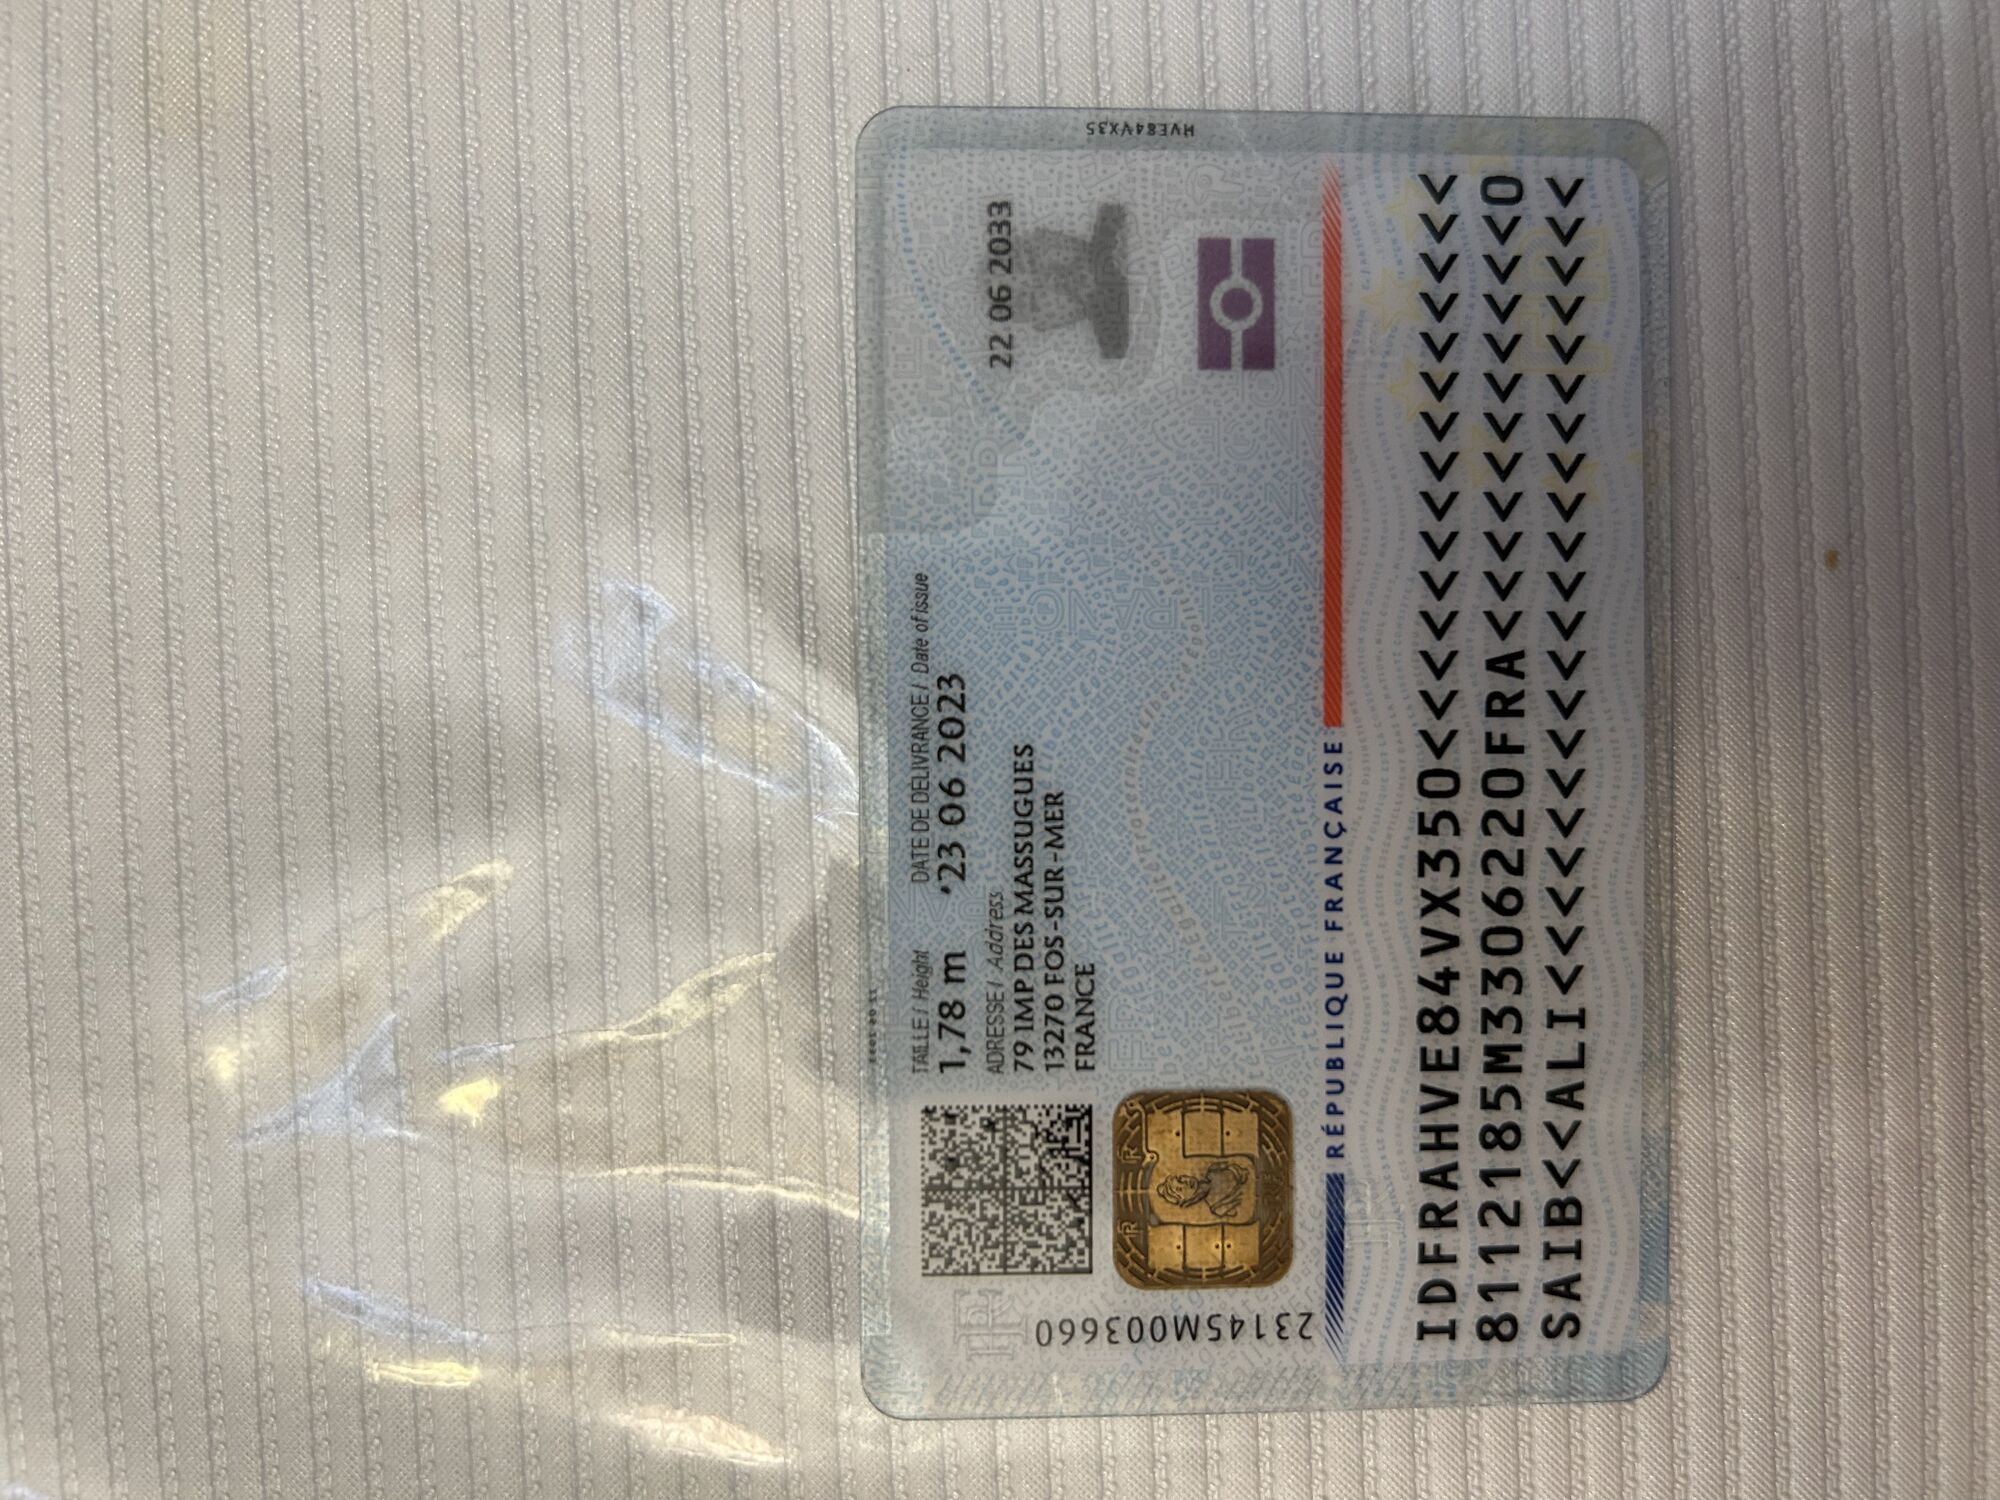 TAILLE / Height DATE DE DÉLIVRANCE / Date of issue
1,78 m 23 06 2023
ADRESSE / Address
79 IMP DES MASSUGUES
13270 FOS-SUR-MER
FRANCE
22 06 2033
HVE84VX35
23145M003660
RÉPUBLIQUE FRANÇAISE
IDFRAHVE84VX350<<<<<<<<<<<<<<<
8112185M3306220FRA<<<<<<<<<<<0
SAIB<<ALI<<<<<<<<<<<<<<<<<<<<<